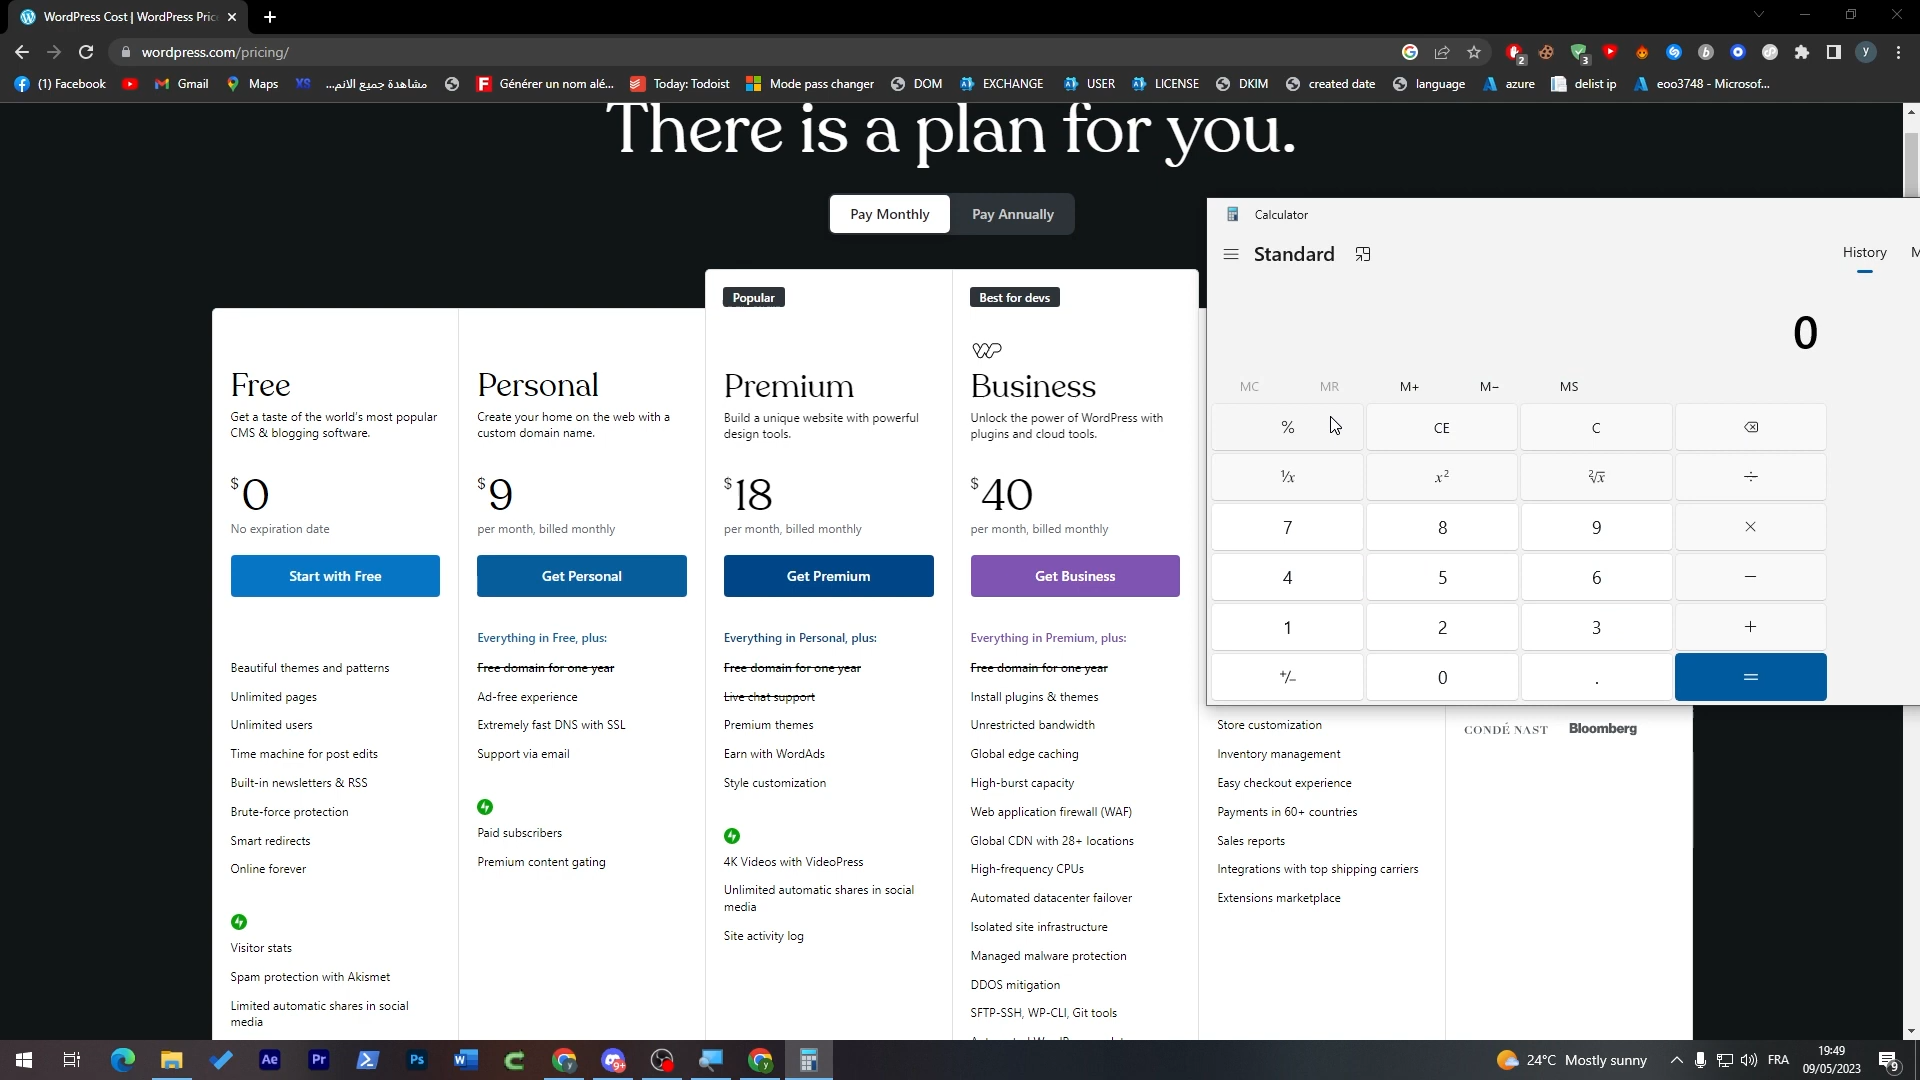 WordPress Cost | WordPress Pric
wordpress.com/pricing/
2
3
y
(1) Facebook
Gmail
Maps
XS
مشاهدة جميع الانم...
Générer un nom alé...
Today: Todoist
Mode pass changer
DOM
EXCHANGE
USER
LICENSE
DKIM
created date
language
azure
delist ip
eoo3748 - Microsof...
There is a plan for you.
Pay Monthly
Pay Annually
Popular
Best for devs
Free
Get a taste of the world's most popular
CMS & blogging software.
$0
No expiration date
Start with Free
Beautiful themes and patterns
Unlimited pages
Unlimited users
Time machine for post edits
Built-in newsletters & RSS
Brute-force protection
Smart redirects
Online forever
Visitor stats
Spam protection with Akismet
Limited automatic shares in social
media
Personal
Create your home on the web with a
custom domain name.
$9
per month, billed monthly
Get Personal
Everything in Free, plus:
Free domain for one year
Ad-free experience
Extremely fast DNS with SSL
Support via email
Paid subscribers
Premium content gating
Premium
Build a unique website with powerful
design tools.
$18
per month, billed monthly
Get Premium
Everything in Personal, plus:
Free domain for one year
Live chat support
Premium themes
Earn with WordAds
Style customization
4K Videos with VideoPress
Unlimited automatic shares in social
media
Site activity log
Business
Unlock the power of WordPress with
plugins and cloud tools.
$40
per month, billed monthly
Get Business
Everything in Premium, plus:
Free domain for one year
Install plugins & themes
Unrestricted bandwidth
Global edge caching
High-burst capacity
Web application firewall (WAF)
Global CDN with 28+ locations
High-frequency CPUs
Automated datacenter failover
Isolated site infrastructure
Managed malware protection
DDOS mitigation
SFTP-SSH, WP-CLI, Git tools
Store customization
Inventory management
Easy checkout experience
Payments in 60+ countries
Sales reports
Integrations with top shipping carriers
Extensions marketplace
CONDÉ NAST
Bloomberg
Calculator
Standard
History
M
0
MC MR M+ M- MS
% CE C
1/x x² ²√x ÷
7 8 9 ×
4 5 6 −
1 2 3 +
+/- 0 . =
Ae
Pr
Ps
9+
24°C Mostly sunny
FRA
19:49
09/05/2023
9